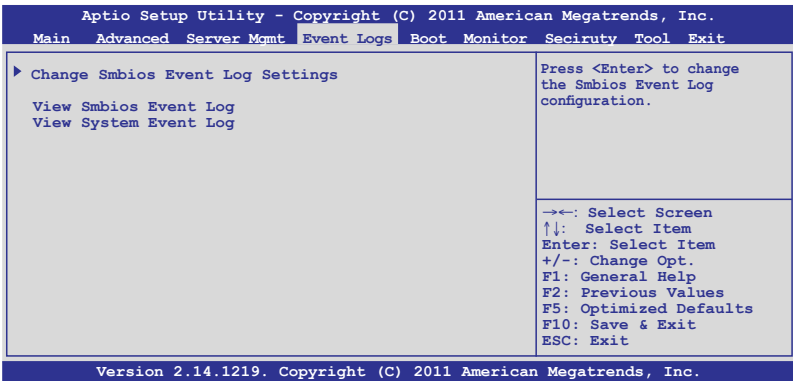 Aptio Setup Utility - Copyright (C) 2011 American Megatrends, Inc.
Main Advanced Server Mgmt Event Logs Boot Monitor Seciruty Tool Exit
Change Smbios Event Log Settings
View Smbios Event Log
View System Event Log
Press <Enter> to change
the Smbios Event Log
configuration.
→←: Select Screen
↑↓: Select Item
Enter: Select Item
+/-: Change Opt.
F1: General Help
F2: Previous Values
F5: Optimized Defaults
F10: Save & Exit
ESC: Exit
Version 2.14.1219. Copyright (C) 2011 American Megatrends, Inc.